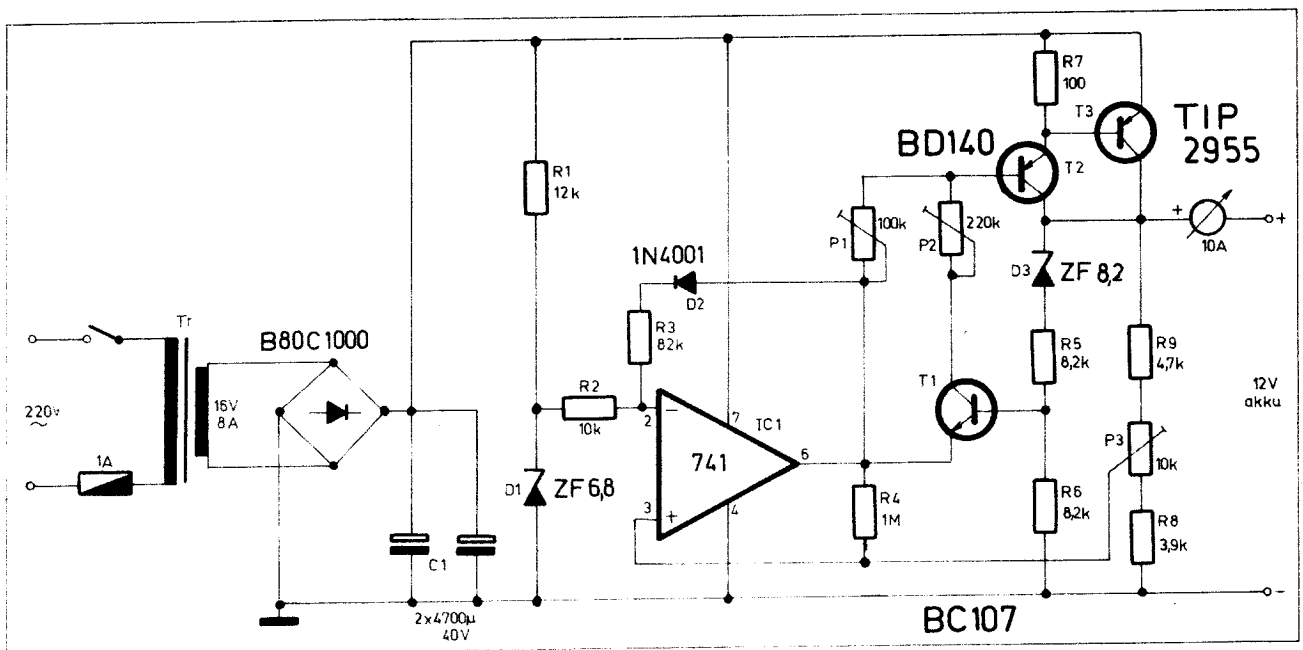 R7
100
T3
TIP
2955
BD140
T2
R1
12k
100k
P1
220k
P2
+
10A
+
1N4001
D2
D3 ZF 8,2
Tr
B80C1000
R3
82k
R5
8,2k
R9
4,7k
220v
~
16V
8A
R2
10k
T1
12V
akku
2
-
7
TC1
741
6
P3
10k
1A
D1 ZF 6,8
3
+
4
R4
1M
R6
8,2k
R8
3,9k
C1
2x4700µ
40V
BC107
-